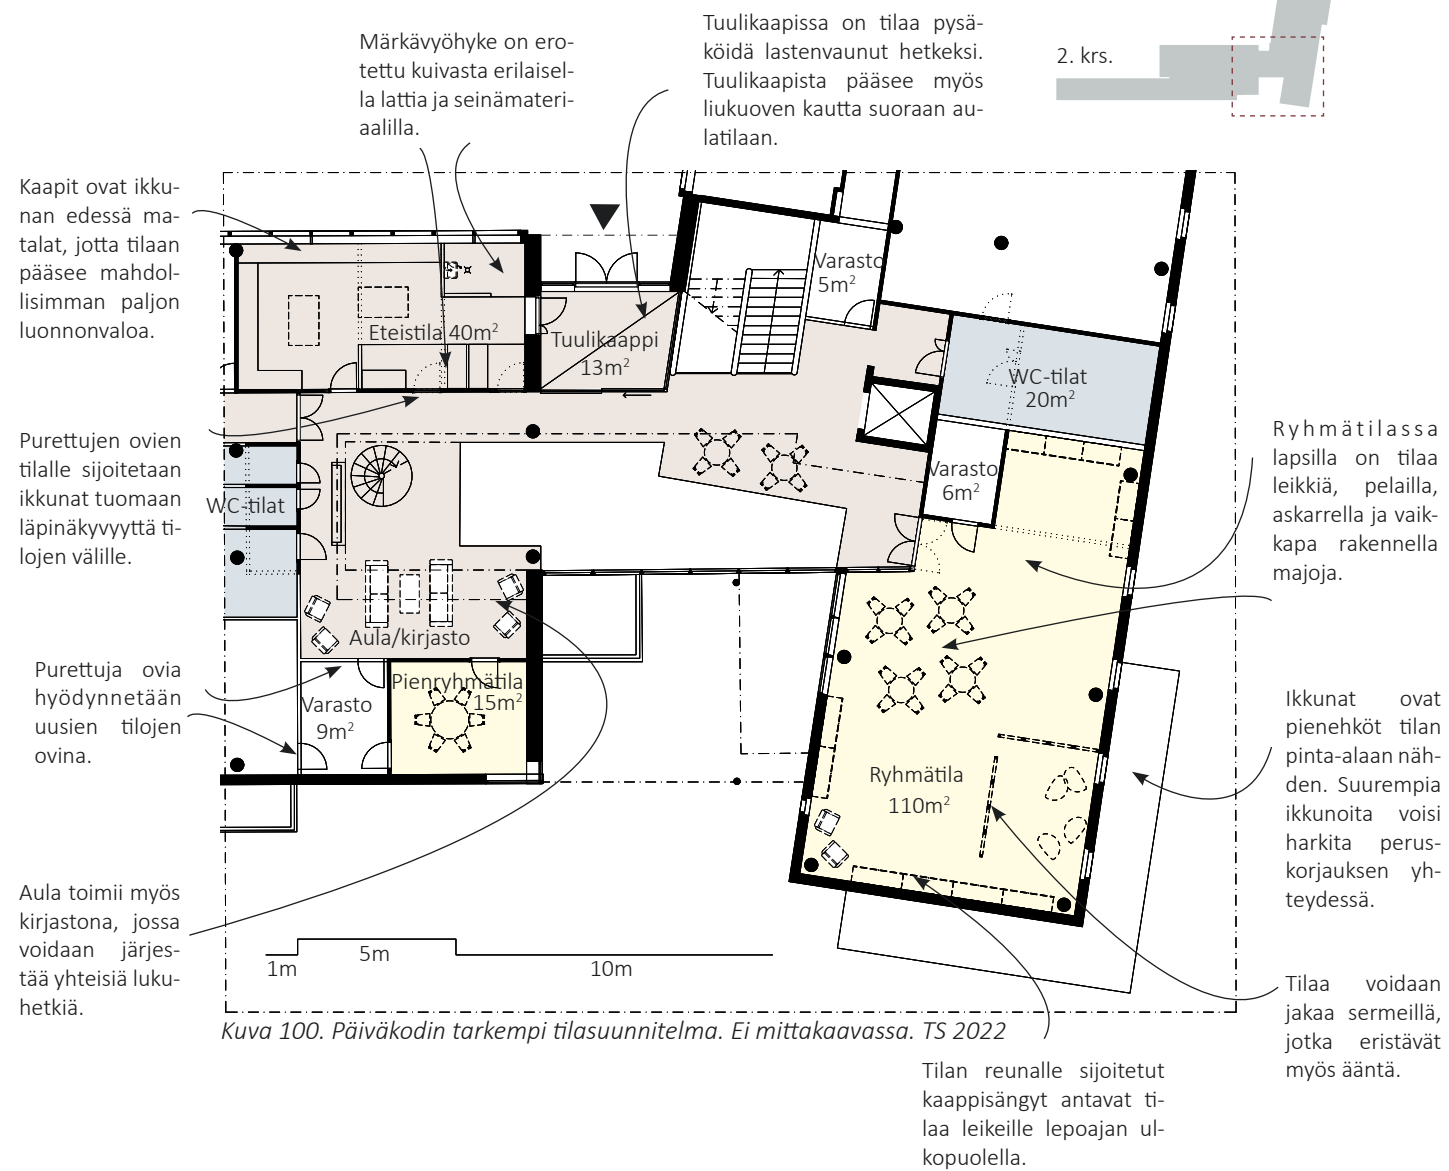 Märkävyöhyke on ero-
tettu kuivasta erilaisel-
la lattia ja seinämateri-
aalilla.
Tuulikaapissa on tilaa pysä-
köidä lastenvaunut hetkeksi.
Tuulikaapista pääsee myös
liukuoven kautta suoraan au-
latilaan.
2. krs.
Kaapit ovat ikku-
nan edessä ma-
talat, jotta tilaan
pääsee mahdol-
lisimman paljon
luonnonvaloa.
Varasto
5m²
Eteistila 40m²
Tuulikaappi
13m²
WC-tilat
20m²
Purettujen ovien
tilalle sijoitetaan
ikkunat tuomaan
läpinäkyvyyttä ti-
lojen välille.
Varasto
6m²
WC-tilat
Ryhmätilassa
lapsilla on tilaa
leikkiä, pelailla,
askarrella ja vaik-
kapa rakennella
majoja.
Aula/kirjasto
Purettuja ovia
hyödynnetään
uusien tilojen
ovina.
Varasto
9m²
Pienryhmätila
15m²
Ryhmätila
110m²
Ikkunat ovat
pienehköt tilan
pinta-alaan näh-
den. Suurempia
ikkunoita voisi
harkita perus-
korjauksen yh-
teydessä.
Aula toimii myös
kirjastona, jossa
voidaan järjes-
tää yhteisiä luku-
hetkiä.
1m
5m
10m
Tilaa voidaan
jakaa sermeillä,
jotka eristävät
myös ääntä.
Kuva 100. Päiväkodin tarkempi tilasuunnitelma. Ei mittakaavassa. TS 2022
Tilan reunalle sijoitetut
kaappisängyt antavat ti-
laa leikeille lepoajan ul-
kopuolella.